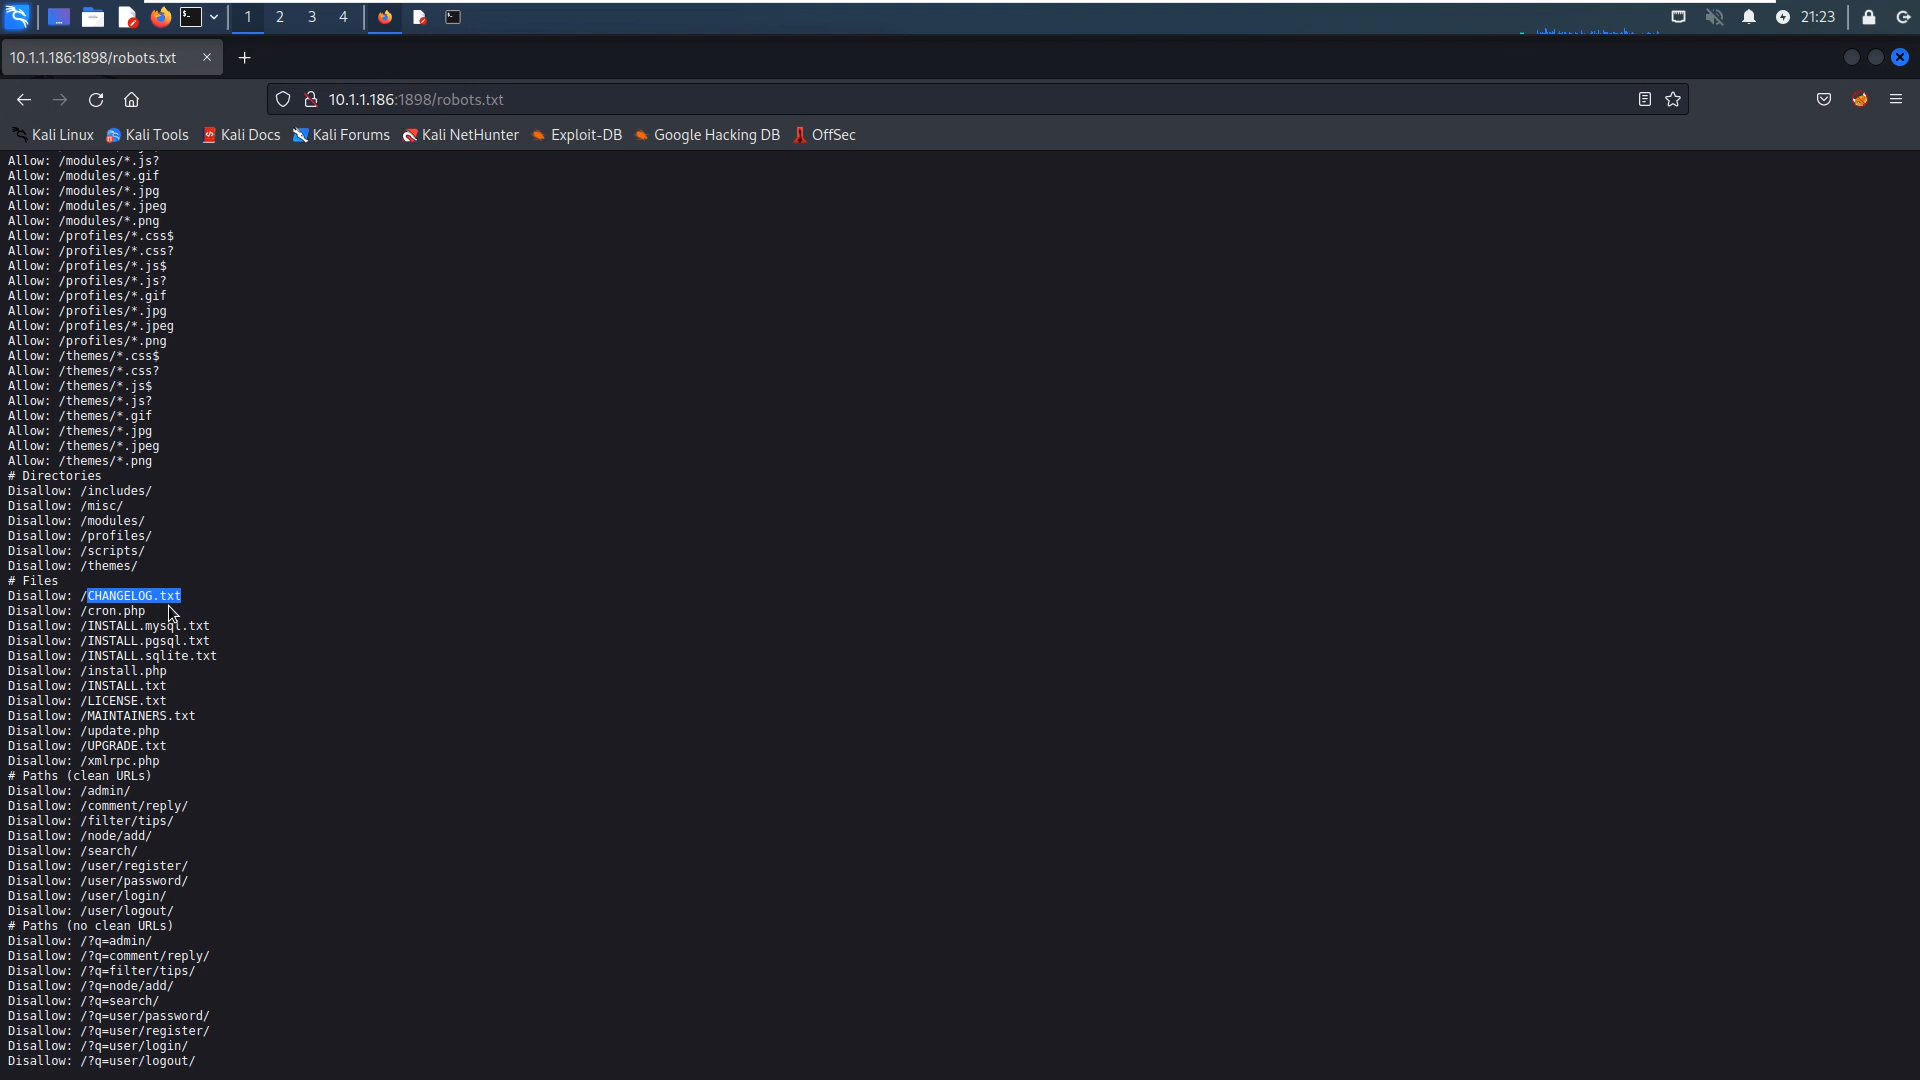 1 2 3 4 21:23
10.1.1.186:1898/robots.txt
10.1.1.186:1898/robots.txt
Kali Linux Kali Tools Kali Docs Kali Forums Kali NetHunter Exploit-DB Google Hacking DB OffSec
Allow: /modules/*.js?
Allow: /modules/*.gif
Allow: /modules/*.jpg
Allow: /modules/*.jpeg
Allow: /modules/*.png
Allow: /profiles/*.css$
Allow: /profiles/*.css?
Allow: /profiles/*.js$
Allow: /profiles/*.js?
Allow: /profiles/*.gif
Allow: /profiles/*.jpg
Allow: /profiles/*.jpeg
Allow: /profiles/*.png
Allow: /themes/*.css$
Allow: /themes/*.css?
Allow: /themes/*.js$
Allow: /themes/*.js?
Allow: /themes/*.gif
Allow: /themes/*.jpg
Allow: /themes/*.jpeg
Allow: /themes/*.png
# Directories
Disallow: /includes/
Disallow: /misc/
Disallow: /modules/
Disallow: /profiles/
Disallow: /scripts/
Disallow: /themes/
# Files
Disallow: /CHANGELOG.txt
Disallow: /cron.php
Disallow: /INSTALL.mysql.txt
Disallow: /INSTALL.pgsql.txt
Disallow: /INSTALL.sqlite.txt
Disallow: /install.php
Disallow: /INSTALL.txt
Disallow: /LICENSE.txt
Disallow: /MAINTAINERS.txt
Disallow: /update.php
Disallow: /UPGRADE.txt
Disallow: /xmlrpc.php
# Paths (clean URLs)
Disallow: /admin/
Disallow: /comment/reply/
Disallow: /filter/tips/
Disallow: /node/add/
Disallow: /search/
Disallow: /user/register/
Disallow: /user/password/
Disallow: /user/login/
Disallow: /user/logout/
# Paths (no clean URLs)
Disallow: /?q=admin/
Disallow: /?q=comment/reply/
Disallow: /?q=filter/tips/
Disallow: /?q=node/add/
Disallow: /?q=search/
Disallow: /?q=user/password/
Disallow: /?q=user/register/
Disallow: /?q=user/login/
Disallow: /?q=user/logout/